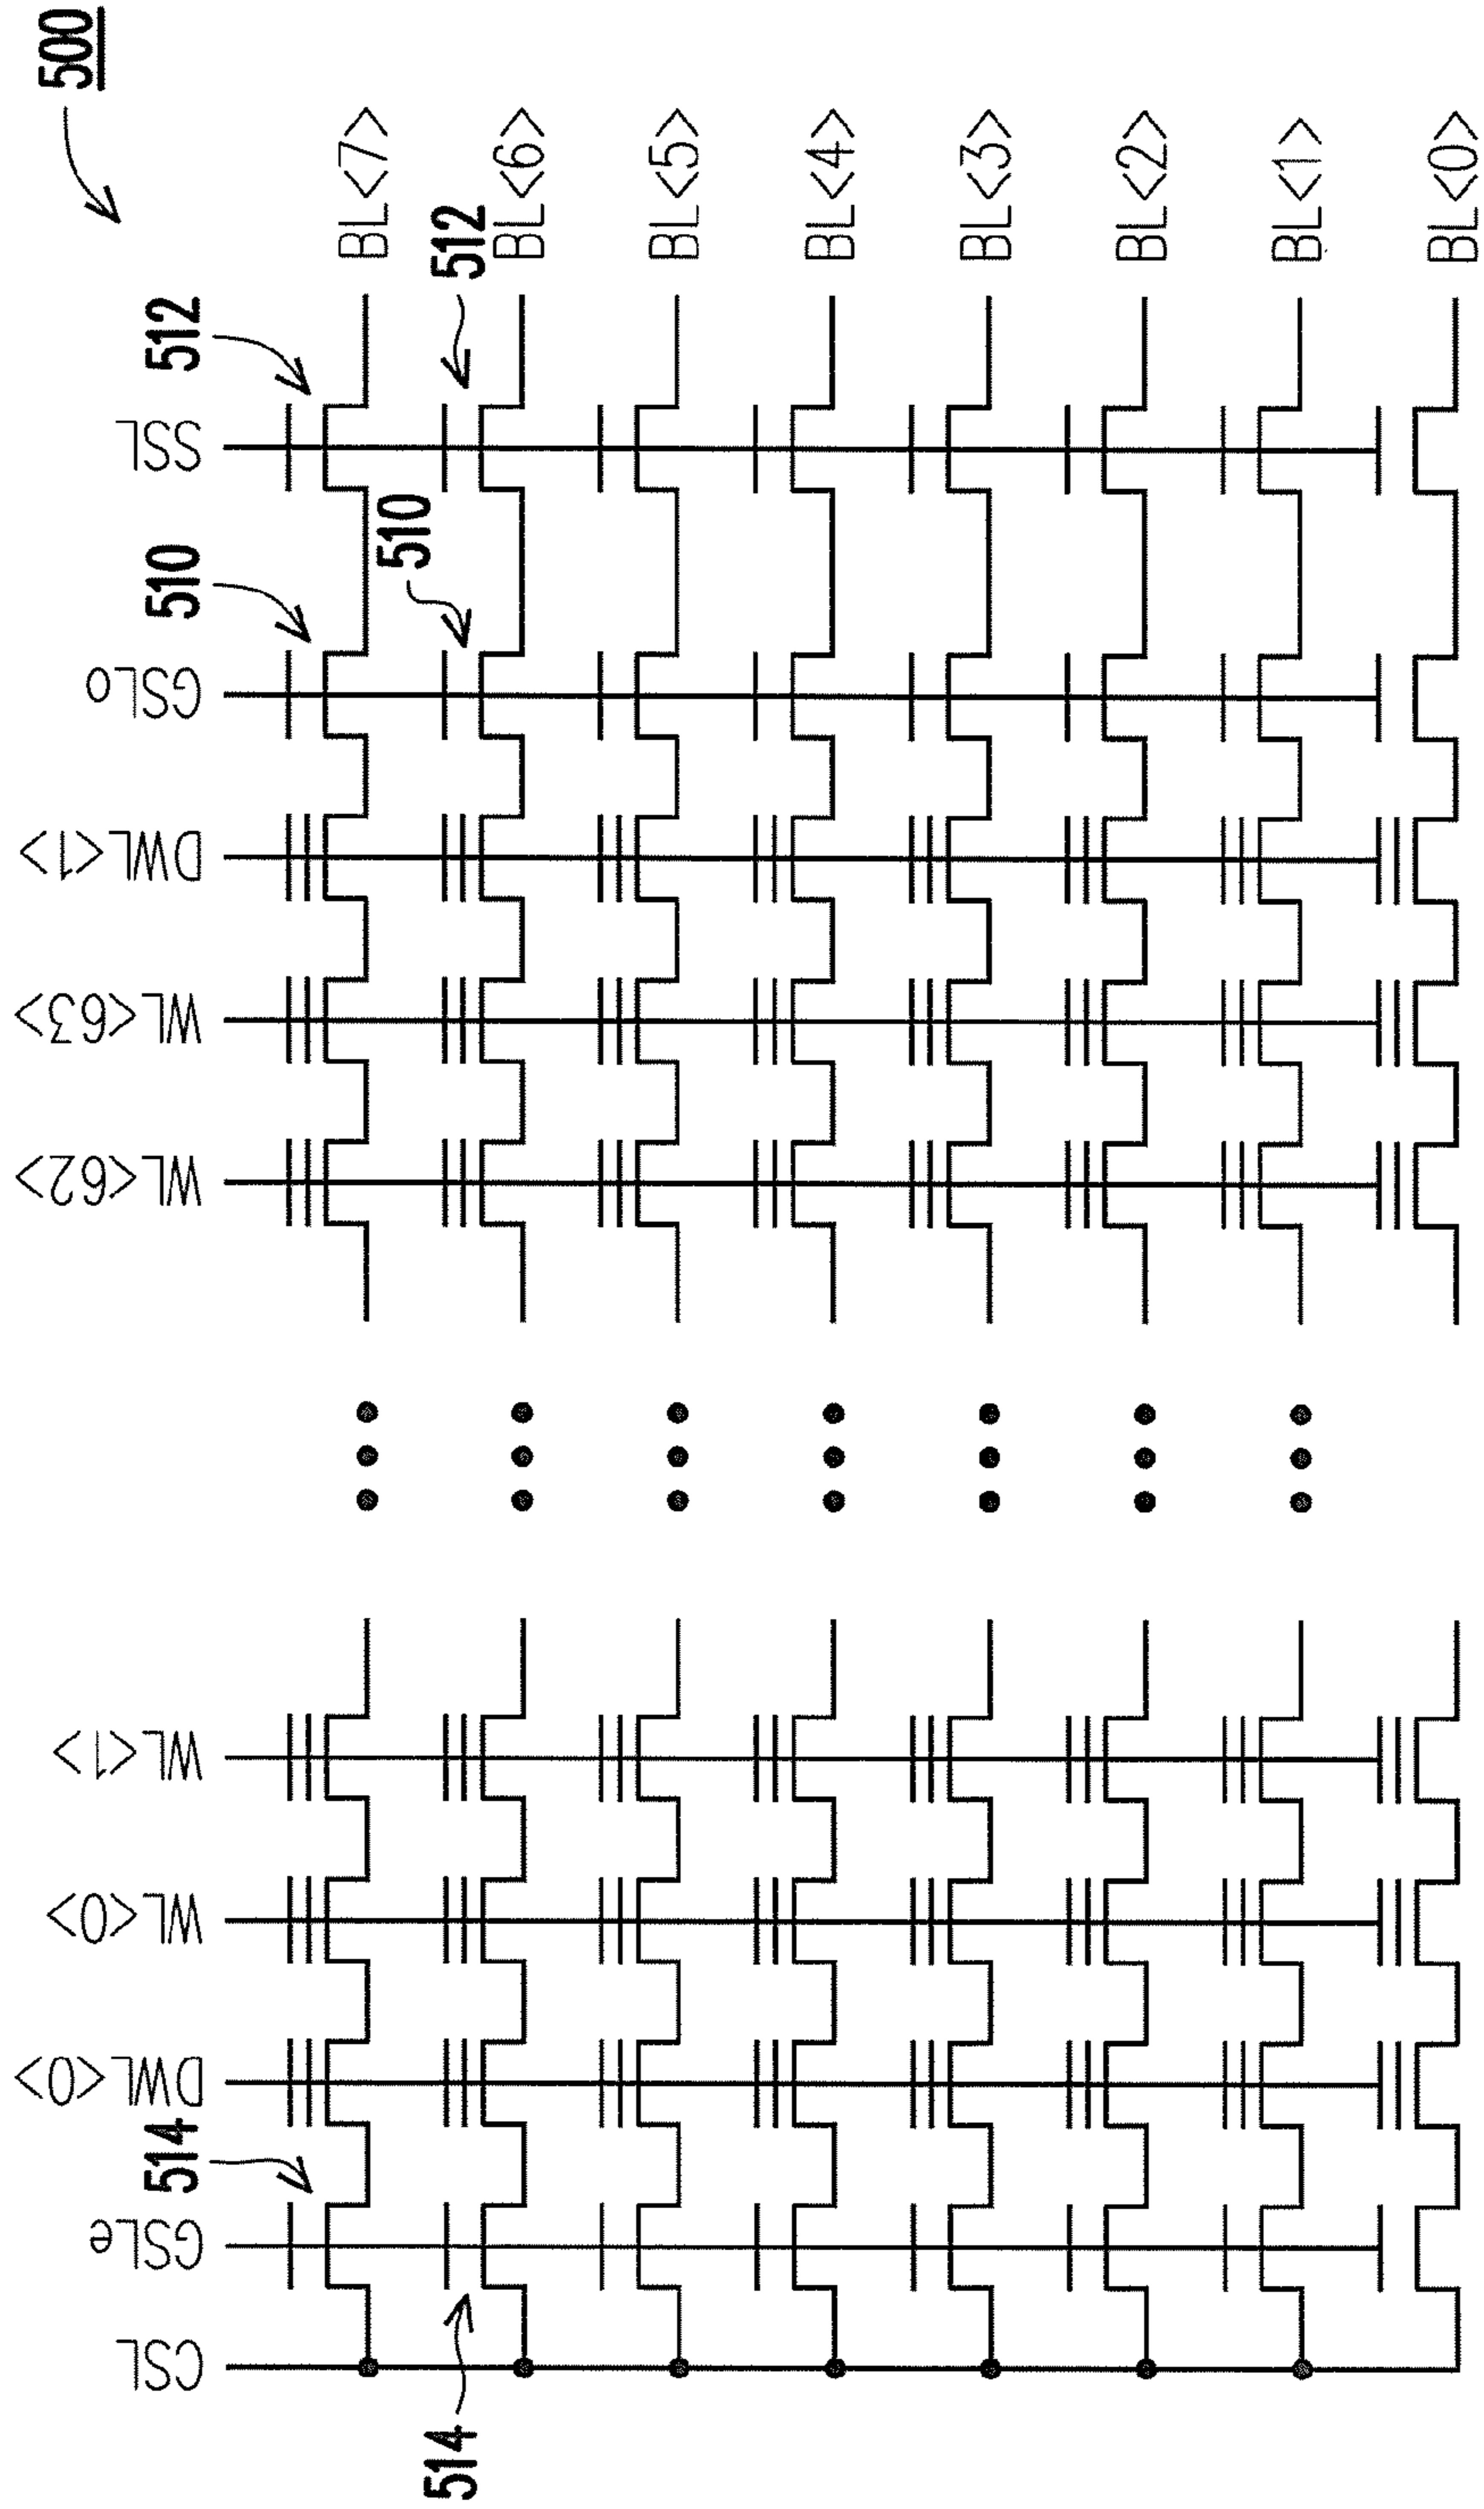 500
BL<7>
BL<6>
BL<5>
BL<4>
BL<3>
BL<2>
BL<1>
BL<0>
512
512
SSL
510
510
GSLo
DWL<1>
WL<63>
WL<62>
WL<1>
WL<0>
DWL<0>
514
GSLe
CSL
514